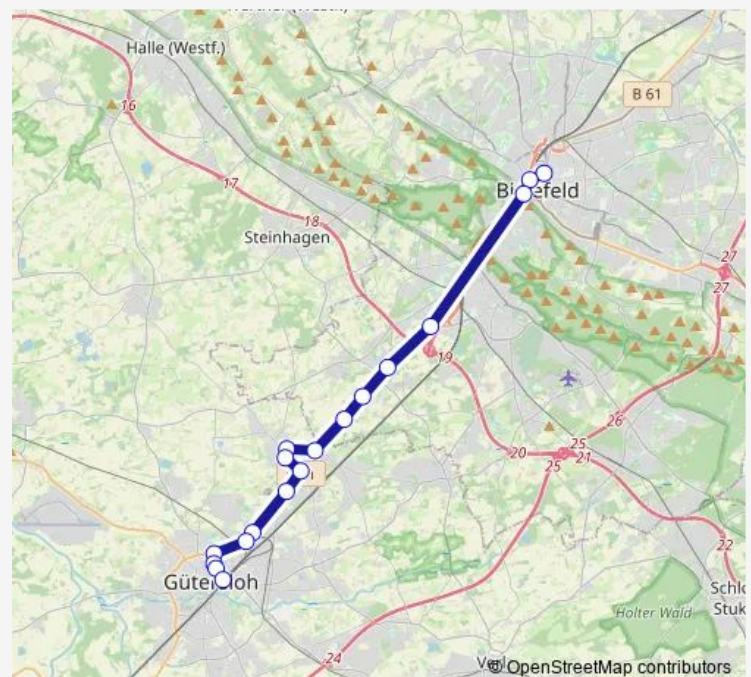 Halle (Westf.)
B 61
16
17
18
Steinhagen
Bielefeld
27
27
19
26
20
25
25
21
22
Gütersloh
Holter Wald
Schlo
Stuk
24
Verl
© OpenStreetMap contributors